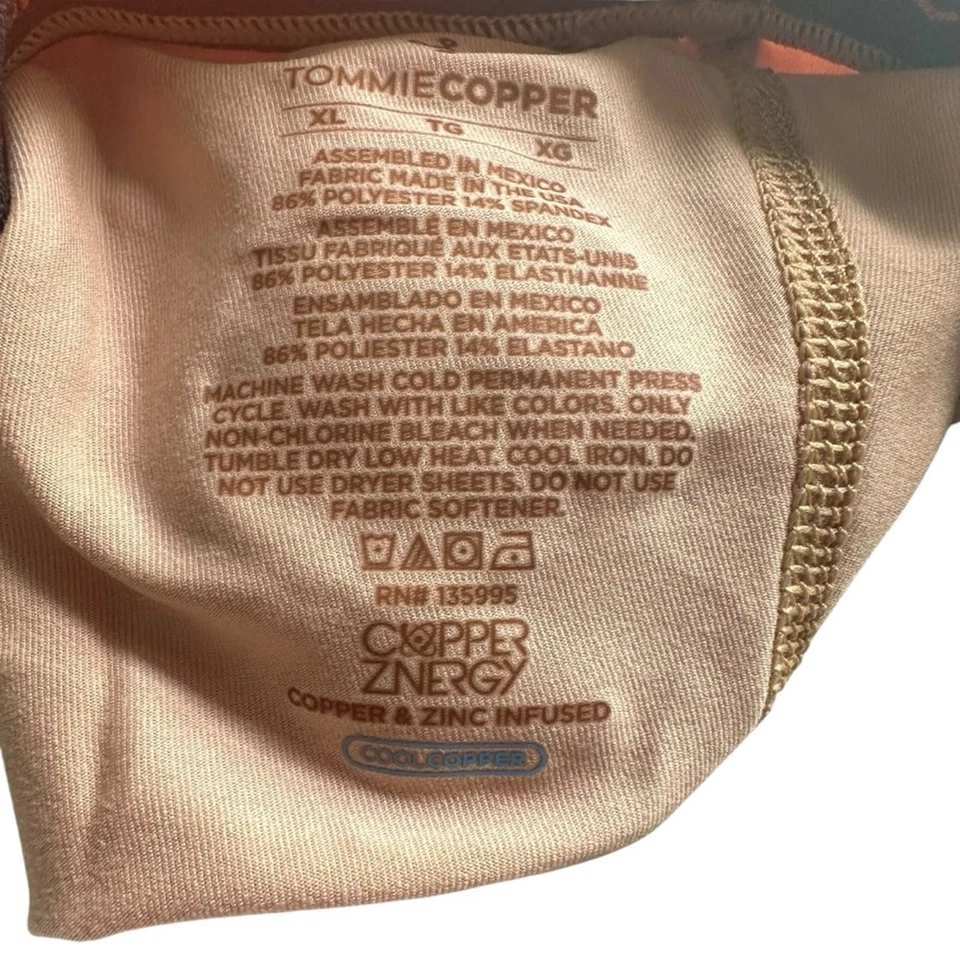 TOMMIECOPPER
XL TG XG
ASSEMBLED IN MEXICO
FABRIC MADE IN THE USA
86% POLYESTER 14% SPANDEX
ASSEMBLE EN MEXICO
TISSU FABRIQUÉ AUX ETATS-UNIS
86% POLYESTER 14% ELASTHANNE
ENSAMBLADO EN MEXICO
TELA HECHA EN AMERICA
86% POLIESTER 14% ELASTANO
MACHINE WASH COLD PERMANENT PRESS
CYCLE. WASH WITH LIKE COLORS. ONLY
NON-CHLORINE BLEACH WHEN NEEDED.
TUMBLE DRY LOW HEAT. COOL IRON. DO
NOT USE DRYER SHEETS. DO NOT USE
FABRIC SOFTENER.
RN# 135995
COPPER
ZNERGY
COPPER & ZINC INFUSED
COOLCOPPER